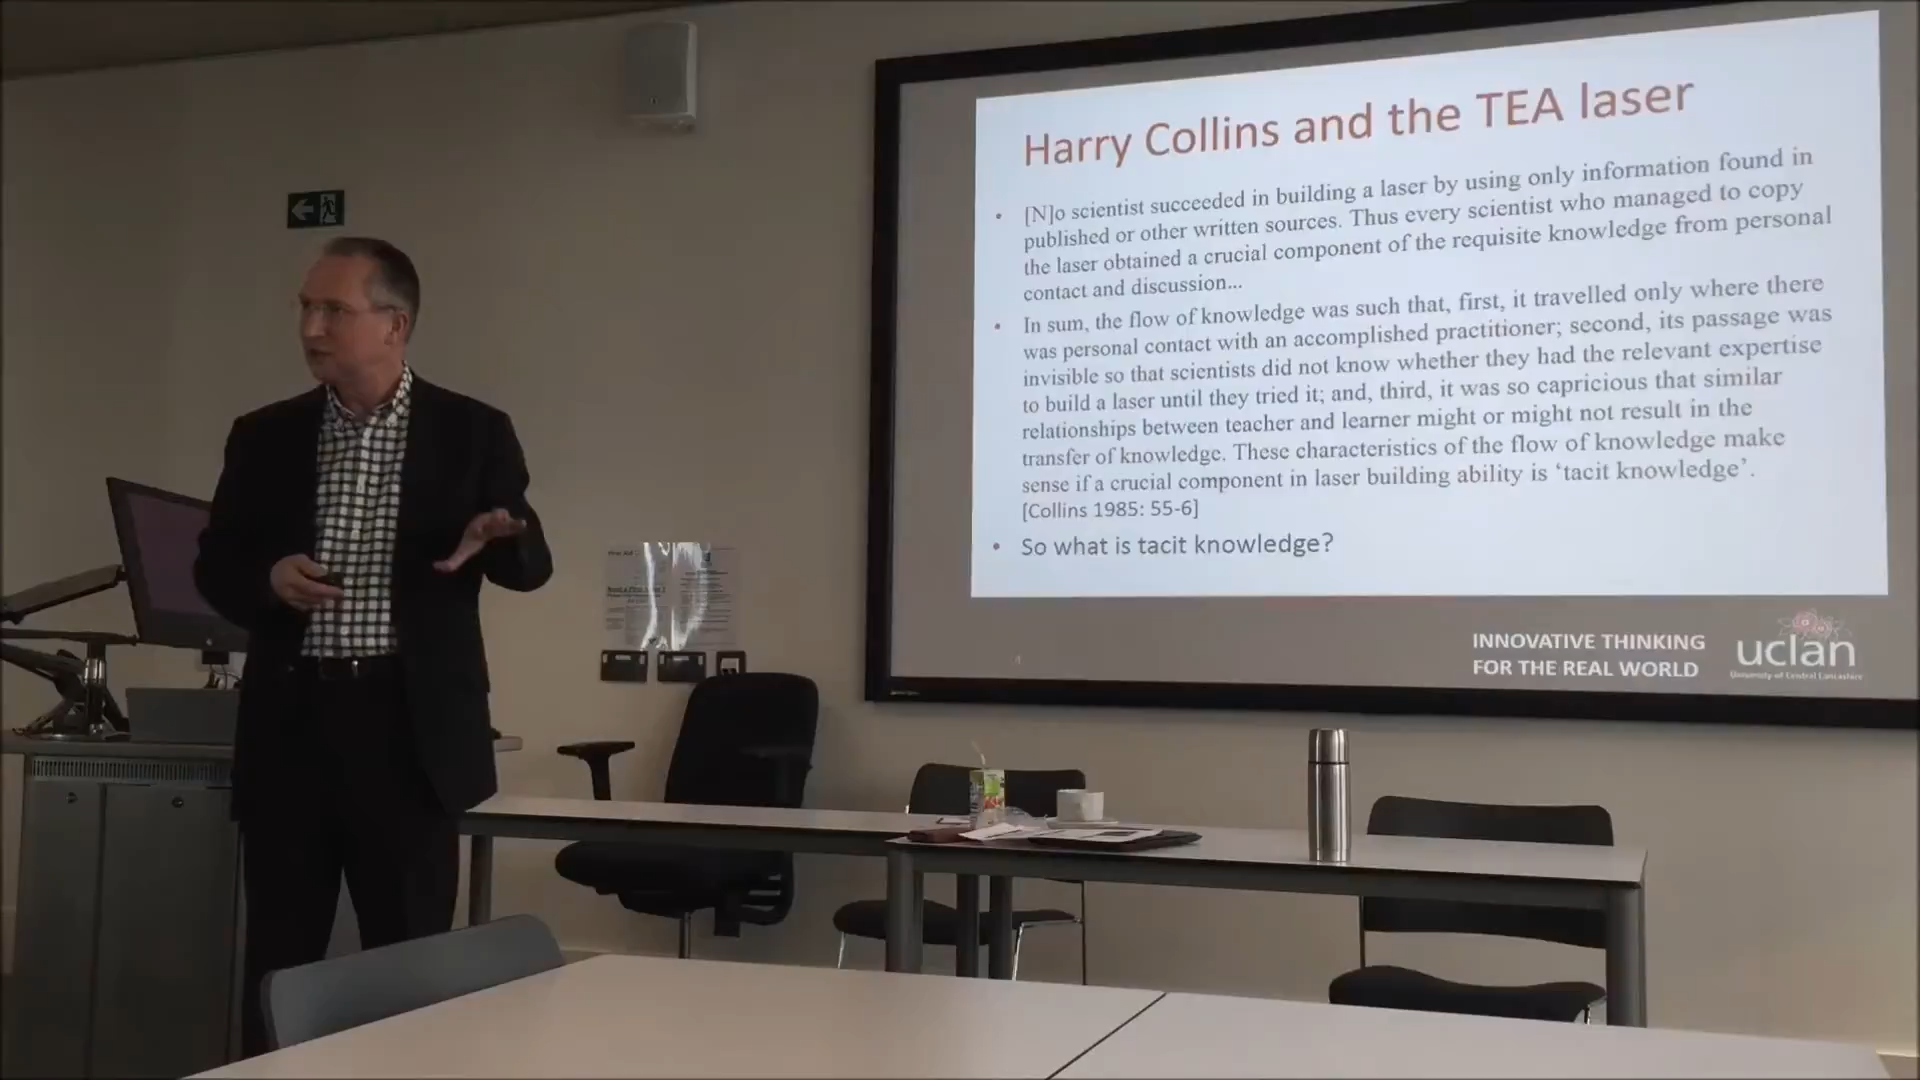 Harry Collins and the TEA laser
• [N]o scientist succeeded in building a laser by using only information found in
published or other written sources. Thus every scientist who managed to copy
the laser obtained a crucial component of the requisite knowledge from personal
contact and discussion...
• In sum, the flow of knowledge was such that, first, it travelled only where there
was personal contact with an accomplished practitioner; second, its passage was
invisible so that scientists did not know whether they had the relevant expertise
to build a laser until they tried it; and, third, it was so capricious that similar
relationships between teacher and learner might or might not result in the
transfer of knowledge. These characteristics of the flow of knowledge make
sense if a crucial component in laser building ability is ‘tacit knowledge’.
[Collins 1985: 55-6]
• So what is tacit knowledge?
4
INNOVATIVE THINKING
FOR THE REAL WORLD
uclan
University of Central Lancashire